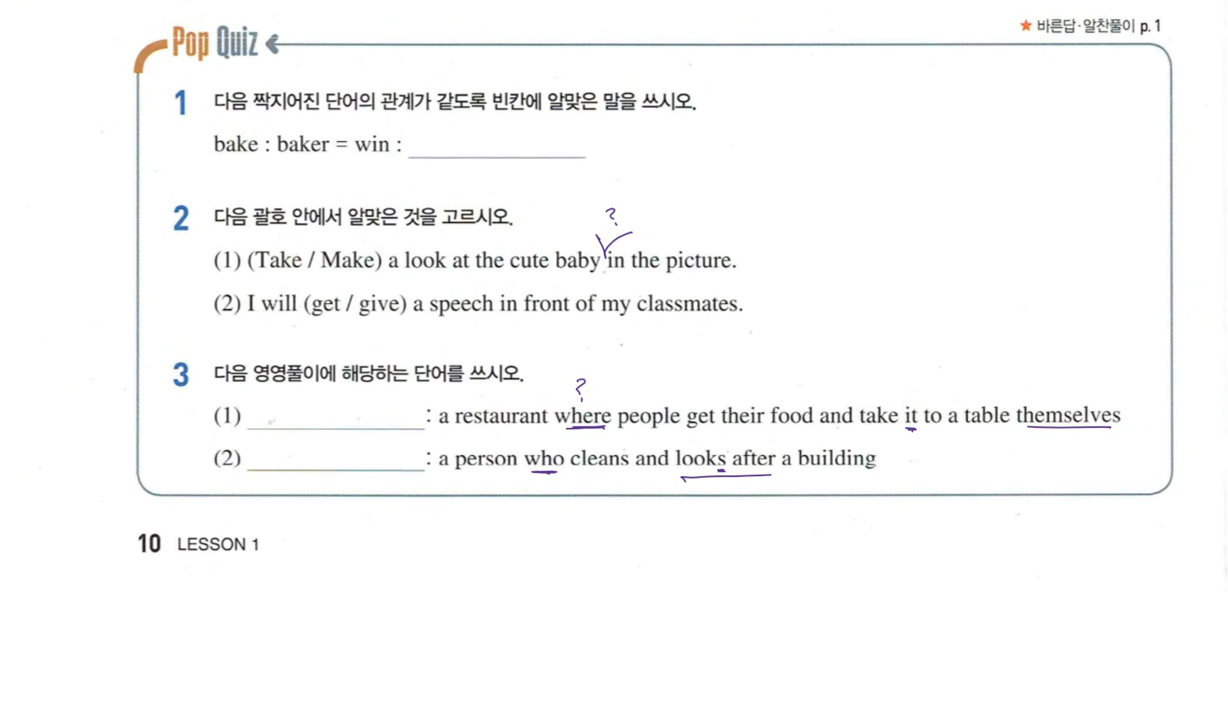 ★ 바른답·알찬풀이 p. 1
Pop Quiz
1 다음 짝지어진 단어의 관계가 같도록 빈칸에 알맞은 말을 쓰시오.
bake : baker = win :
2 다음 괄호 안에서 알맞은 것을 고르시오.
?
(1) (Take / Make) a look at the cute baby in the picture.
(2) I will (get / give) a speech in front of my classmates.
3 다음 영영풀이에 해당하는 단어를 쓰시오.
?
(1) : a restaurant where people get their food and take it to a table themselves
(2) : a person who cleans and looks after a building
10 LESSON 1